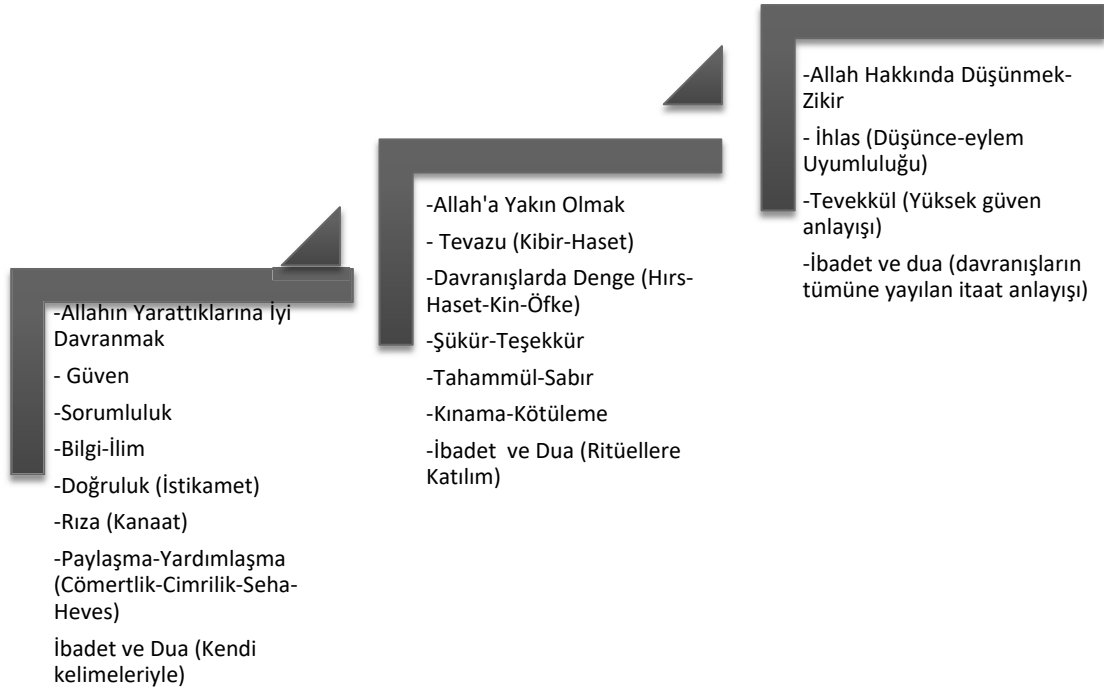 -Allahın Yarattıklarına İyi
Davranmak
- Güven
-Sorumluluk
-Bilgi-İlim
-Doğruluk (İstikamet)
-Rıza (Kanaat)
-Paylaşma-Yardımlaşma
(Cömertlik-Cimrilik-Seha-
Heves)
İbadet ve Dua (Kendi
kelimeleriyle)
-Allah'a Yakın Olmak
- Tevazu (Kibir-Haset)
-Davranışlarda Denge (Hırs-
Haset-Kin-Öfke)
-Şükür-Teşekkür
-Tahammül-Sabır
-Kınama-Kötüleme
-İbadet  ve Dua (Ritüellere
Katılım)
-Allah Hakkında Düşünmek-
Zikir
- İhlas (Düşünce-eylem
Uyumluluğu)
-Tevekkül (Yüksek güven
anlayışı)
-İbadet ve dua (davranışların
tümüne yayılan itaat anlayışı)